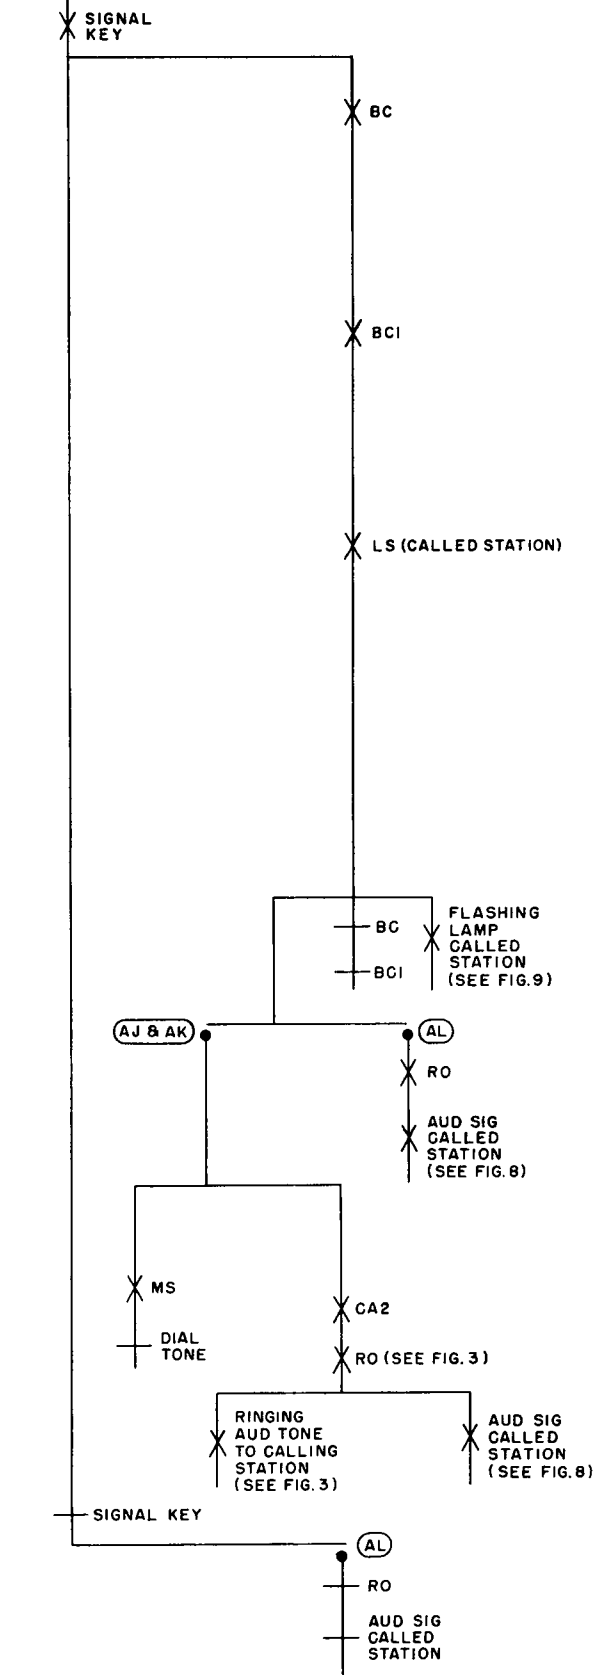 SIGNAL
KEY
BC
BC1
LS (CALLED STATION)
BC
BC1
FLASHING
LAMP
CALLED
STATION
(SEE FIG. 9)
AJ & AK
AL
RO
AUD SIG
CALLED
STATION
(SEE FIG. 8)
MS
DIAL
TONE
CA2
RO (SEE FIG. 3)
RINGING
AUD TONE
TO CALLING
STATION
(SEE FIG. 3)
AUD SIG
CALLED
STATION
(SEE FIG. 8)
SIGNAL KEY
AL
RO
AUD SIG
CALLED
STATION